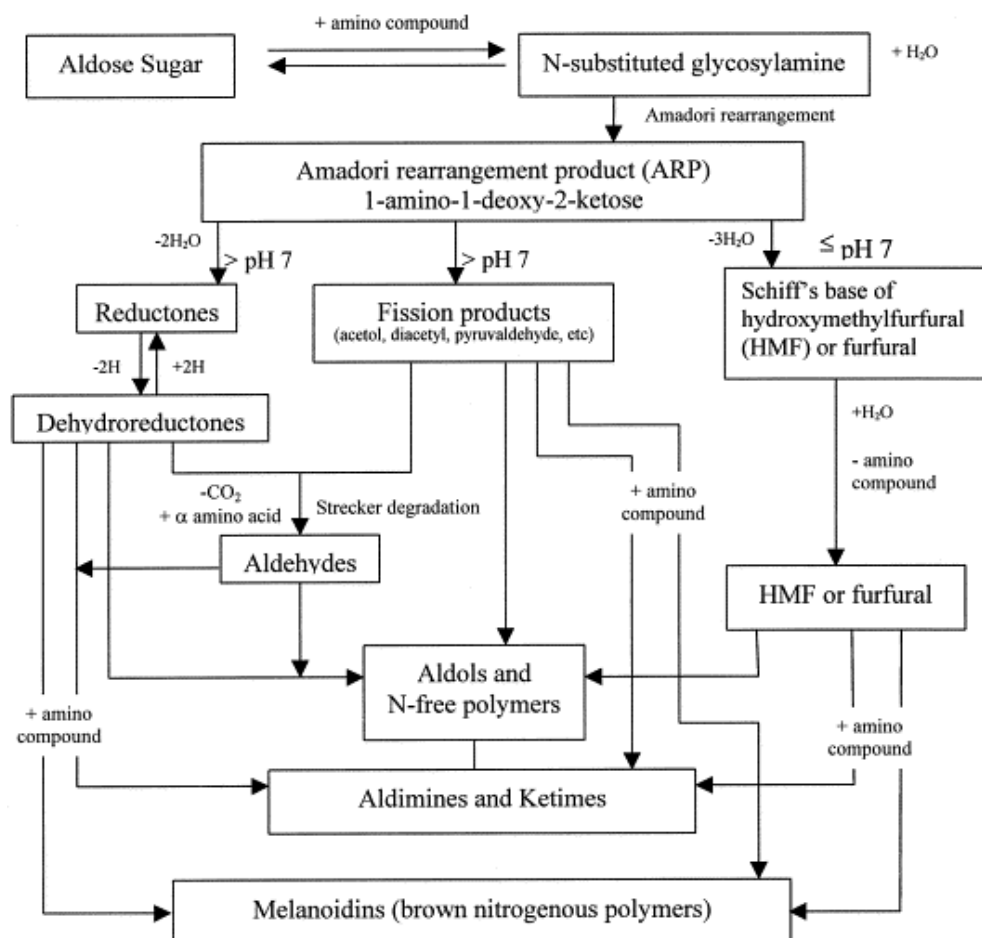 + amino compound
Aldose Sugar
N-substituted glycosylamine
+ H₂O
Amadori rearrangement
Amadori rearrangement product (ARP)
1-amino-1-deoxy-2-ketose
-2H₂O
> pH 7
> pH 7
-3H₂O
≤ pH 7
Reductones
Fission products
(acetol, diacetyl, pyruvaldehyde, etc)
Schiff's base of
hydroxymethylfurfural
(HMF) or furfural
-2H
+2H
Dehydroreductones
+H₂O
- amino
compound
-CO₂
+ α amino acid
Strecker degradation
+ amino
compound
Aldehydes
HMF or furfural
Aldols and
N-free polymers
+ amino
compound
+ amino
compound
Aldimines and Ketimes
Melanoidins (brown nitrogenous polymers)